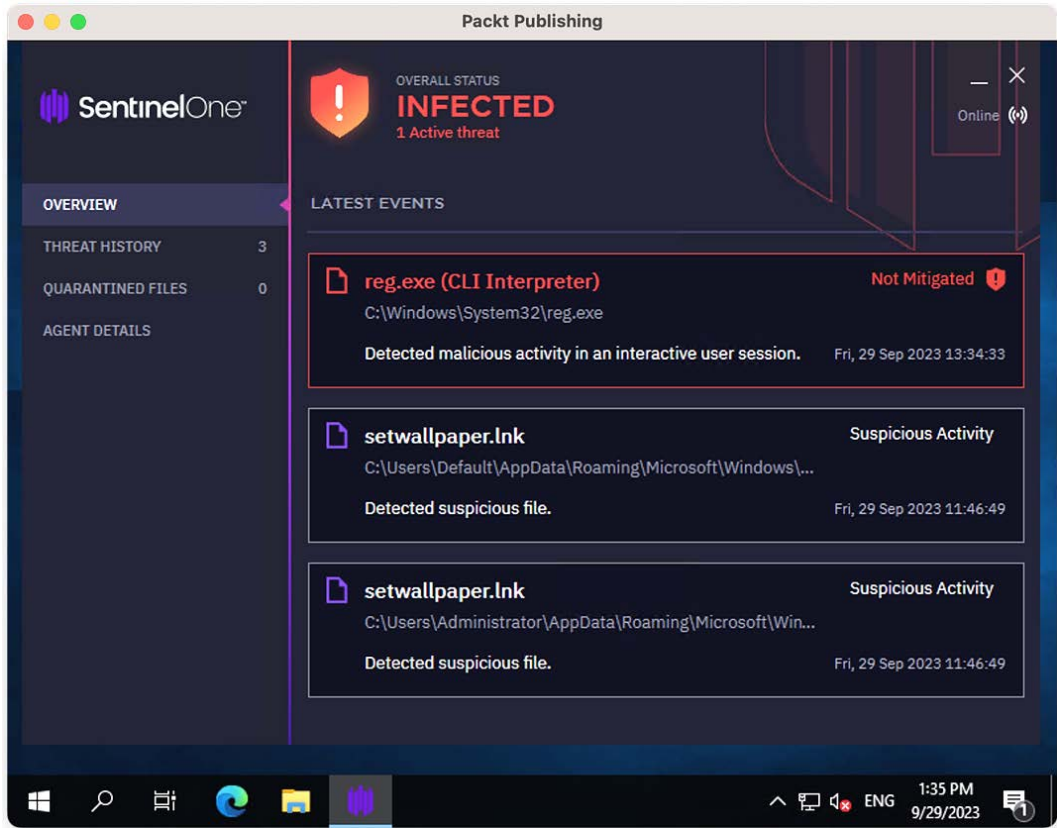 Packt Publishing
SentinelOne™
OVERALL STATUS
INFECTED
1 Active threat
Online
OVERVIEW
THREAT HISTORY 3
QUARANTINED FILES 0
AGENT DETAILS
LATEST EVENTS
reg.exe (CLI Interpreter) Not Mitigated
C:\Windows\System32\reg.exe
Detected malicious activity in an interactive user session. Fri, 29 Sep 2023 13:34:33
setwallpaper.lnk Suspicious Activity
C:\Users\Default\AppData\Roaming\Microsoft\Windows\...
Detected suspicious file. Fri, 29 Sep 2023 11:46:49
setwallpaper.lnk Suspicious Activity
C:\Users\Administrator\AppData\Roaming\Microsoft\Win...
Detected suspicious file. Fri, 29 Sep 2023 11:46:49
ENG
1:35 PM
9/29/2023
1